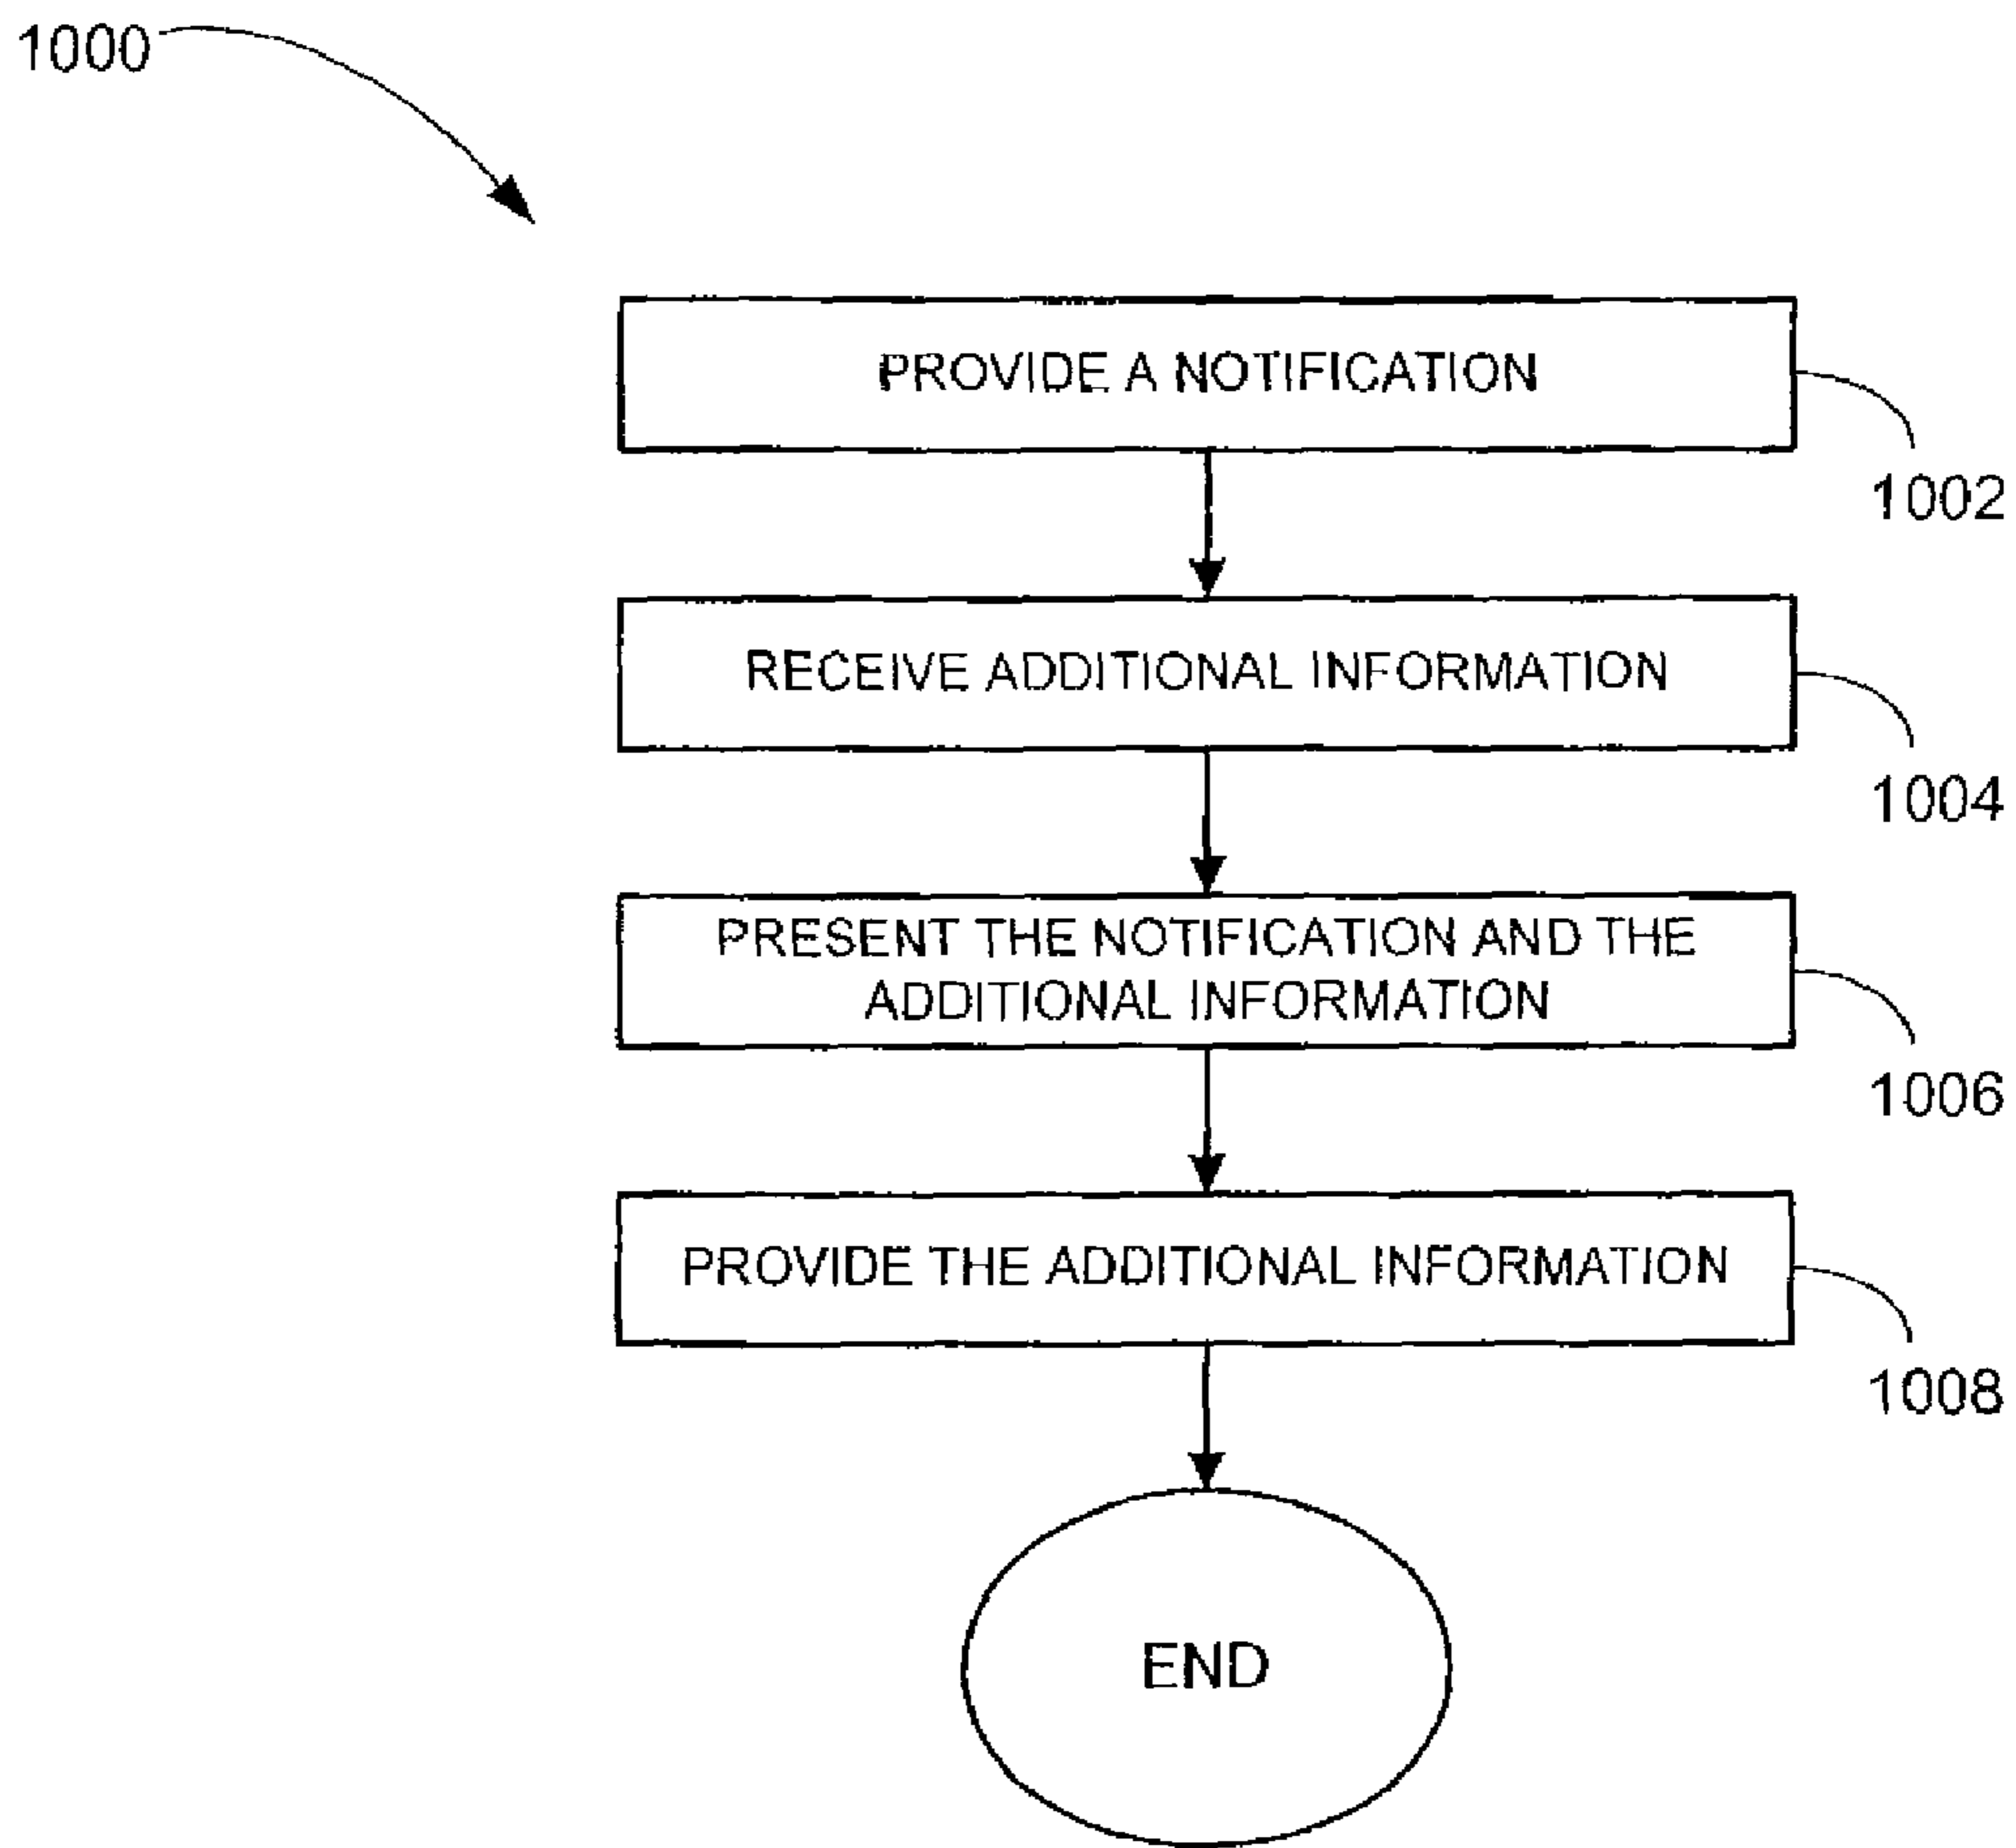 1000
PROVIDE A NOTIFICATION
1002
RECEIVE ADDITIONAL INFORMATION
1004
PRESENT THE NOTIFICATION AND THE
ADDITIONAL INFORMATION
1006
PROVIDE THE ADDITIONAL INFORMATION
1008
END